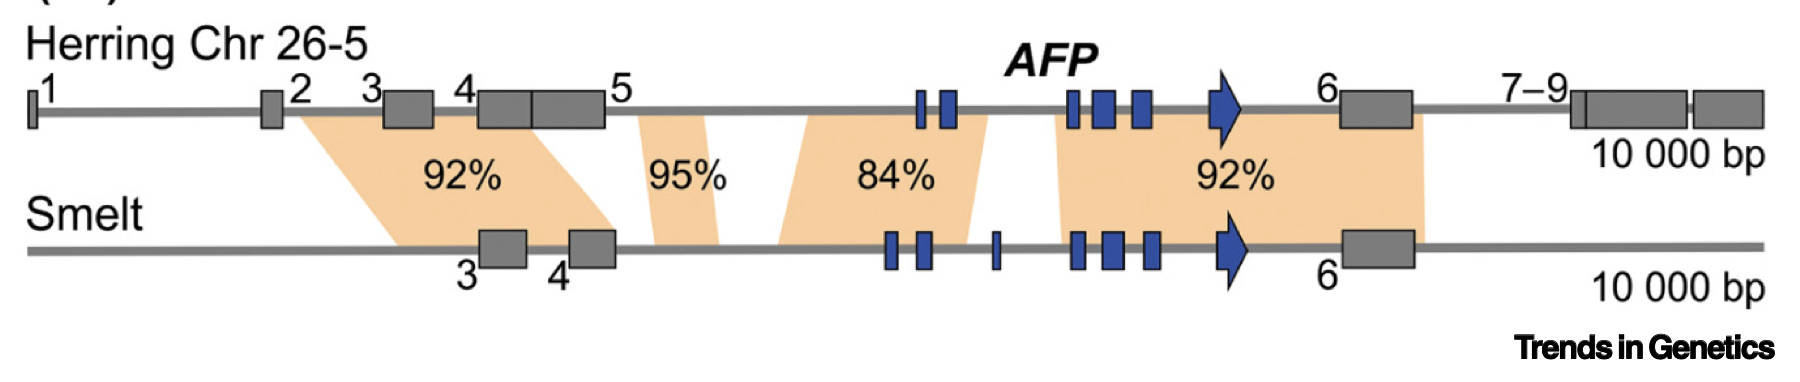 Herring Chr 26-5
AFP
1 2 3 4 5 6 7–9
10 000 bp
92% 95% 84% 92%
Smelt
3 4 6
10 000 bp
Trends in Genetics